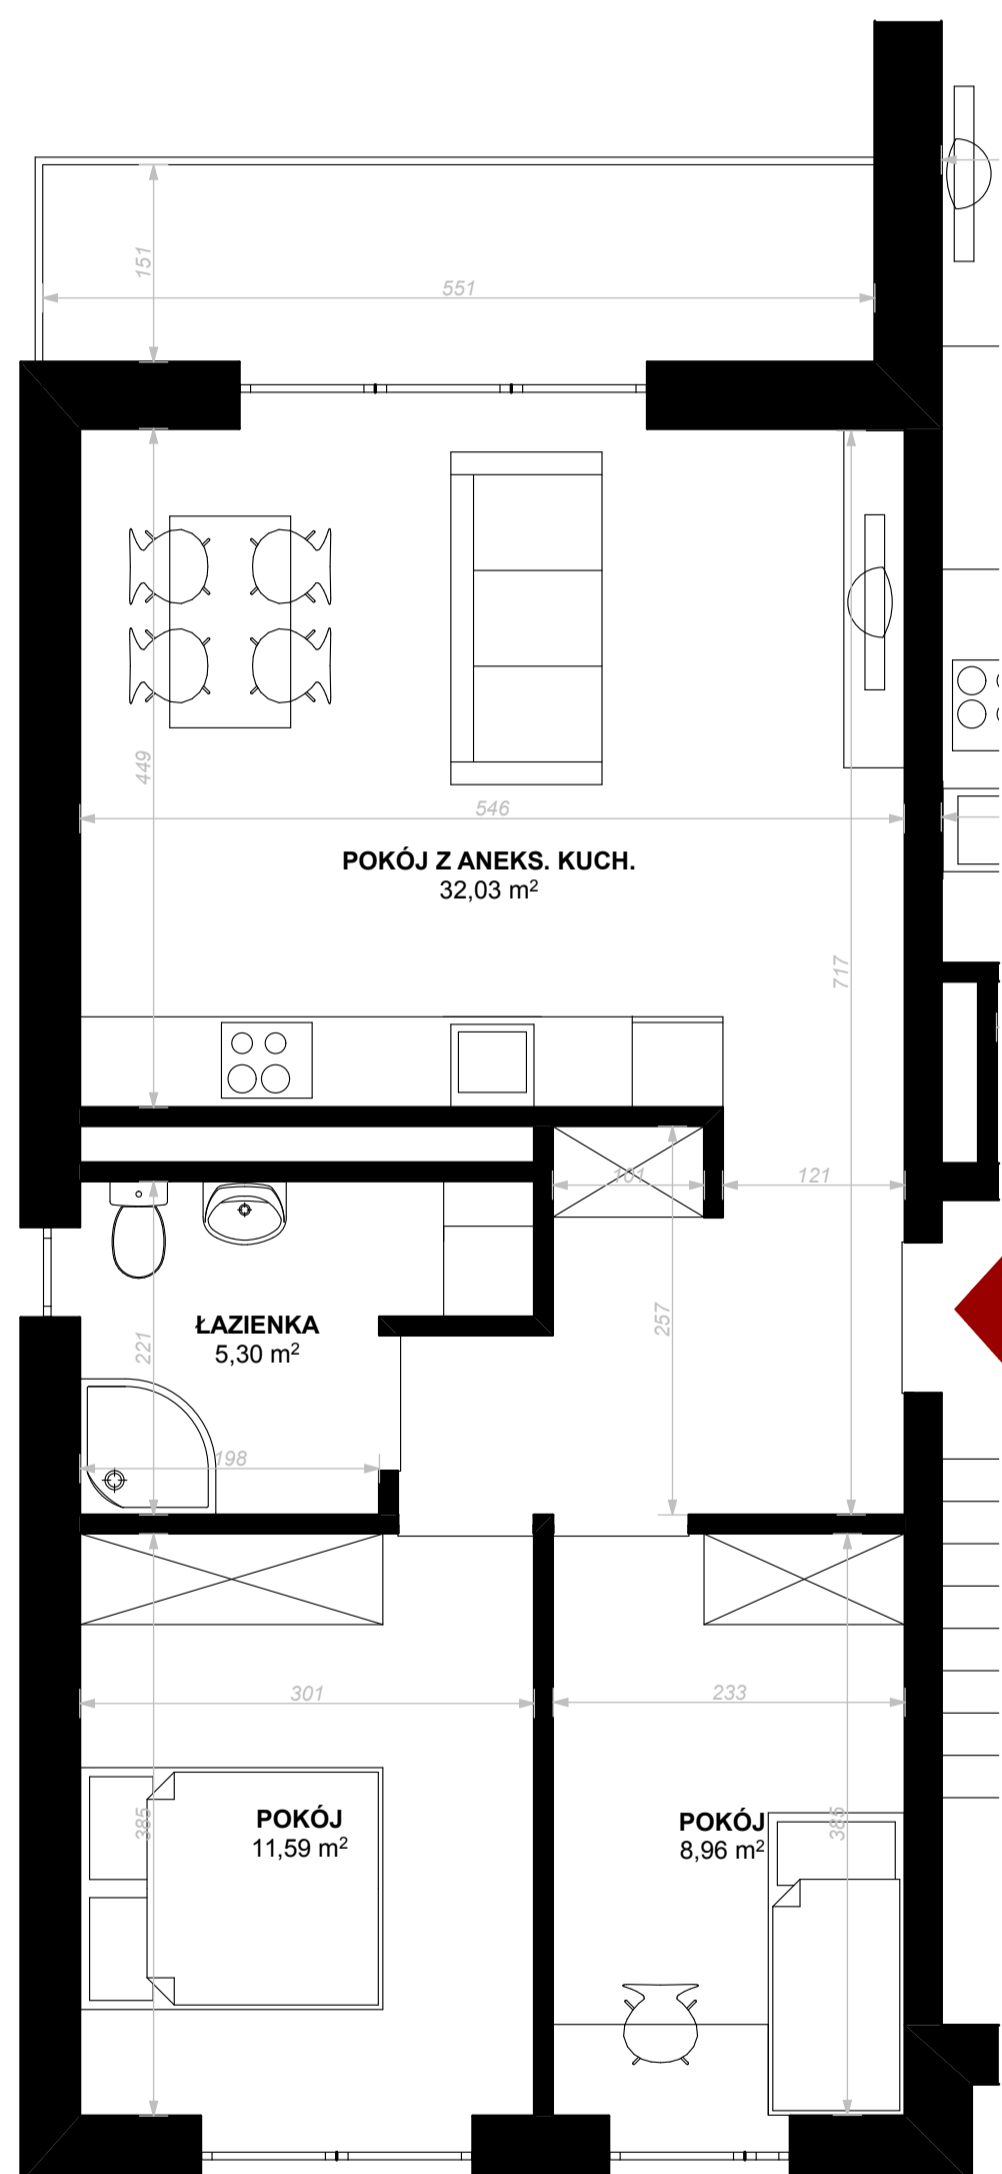 151
551
449
546
POKÓJ Z ANEKS. KUCH.
32,03 m²
717
101
121
257
ŁAZIENKA
5,30 m²
221
198
301
233
POKÓJ
11,59 m²
385
POKÓJ
8,96 m²
385